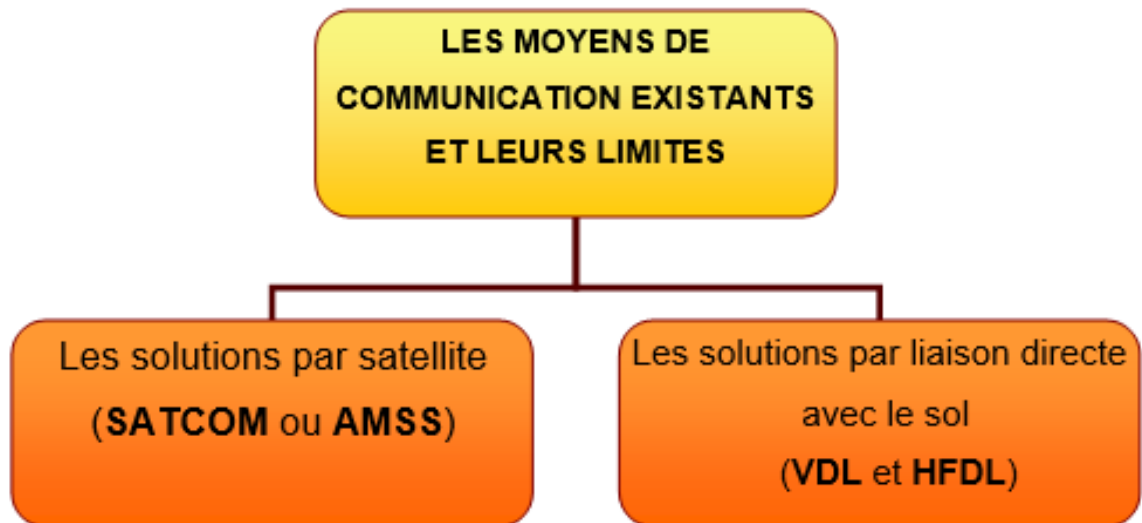 LES MOYENS DE
COMMUNICATION EXISTANTS
ET LEURS LIMITES
Les solutions par satellite
(SATCOM ou AMSS)
Les solutions par liaison directe
avec le sol
(VDL et HFDL)